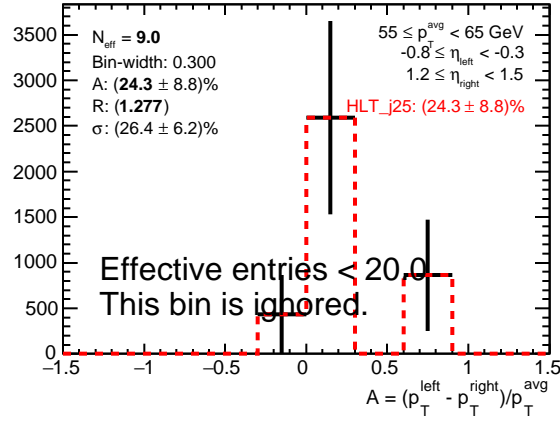 N_eff = 9.0
Bin-width: 0.300
A: (24.3 ± 8.8)%
R: (1.277)
σ: (26.4 ± 6.2)%
55 ≤ p_T^avg < 65 GeV
-0.8 ≤ η_left < -0.3
1.2 ≤ η_right < 1.5
HLT_j25: (24.3 ± 8.8)%
3500
3000
2500
2000
1500
1000
500
0
Effective entries < 20.0
This bin is ignored.
−1.5 −1 −0.5 0 0.5 1 1.5
A = (p_T^left - p_T^right)/p_T^avg